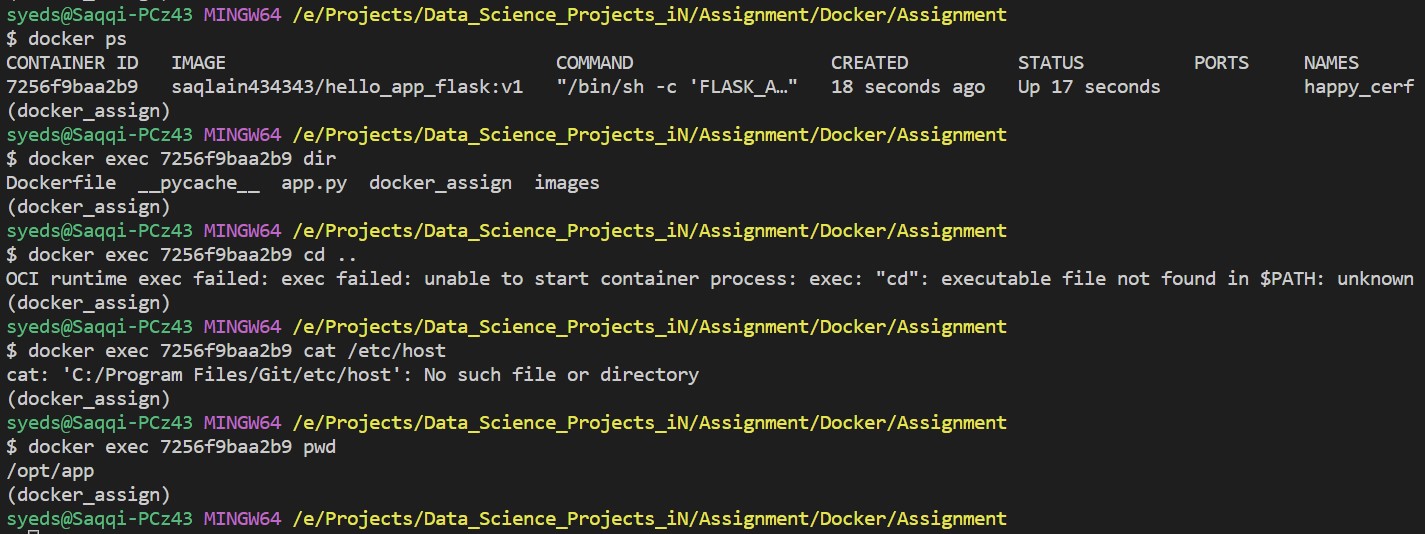 syeds@Saqqi-PCz43 MINGW64 /e/Projects/Data_Science_Projects_iN/Assignment/Docker/Assignment
$ docker ps
CONTAINER ID   IMAGE                              COMMAND                  CREATED          STATUS          PORTS     NAMES
7256f9baa2b9   saqlain434343/hello_app_flask:v1   "/bin/sh -c 'FLASK_A…"   18 seconds ago   Up 17 seconds             happy_cerf
(docker_assign)
syeds@Saqqi-PCz43 MINGW64 /e/Projects/Data_Science_Projects_iN/Assignment/Docker/Assignment
$ docker exec 7256f9baa2b9 dir
Dockerfile  __pycache__  app.py  docker_assign  images
(docker_assign)
syeds@Saqqi-PCz43 MINGW64 /e/Projects/Data_Science_Projects_iN/Assignment/Docker/Assignment
$ docker exec 7256f9baa2b9 cd ..
OCI runtime exec failed: exec failed: unable to start container process: exec: "cd": executable file not found in $PATH: unknown
(docker_assign)
syeds@Saqqi-PCz43 MINGW64 /e/Projects/Data_Science_Projects_iN/Assignment/Docker/Assignment
$ docker exec 7256f9baa2b9 cat /etc/host
cat: 'C:/Program Files/Git/etc/host': No such file or directory
(docker_assign)
syeds@Saqqi-PCz43 MINGW64 /e/Projects/Data_Science_Projects_iN/Assignment/Docker/Assignment
$ docker exec 7256f9baa2b9 pwd
/opt/app
(docker_assign)
syeds@Saqqi-PCz43 MINGW64 /e/Projects/Data_Science_Projects_iN/Assignment/Docker/Assignment